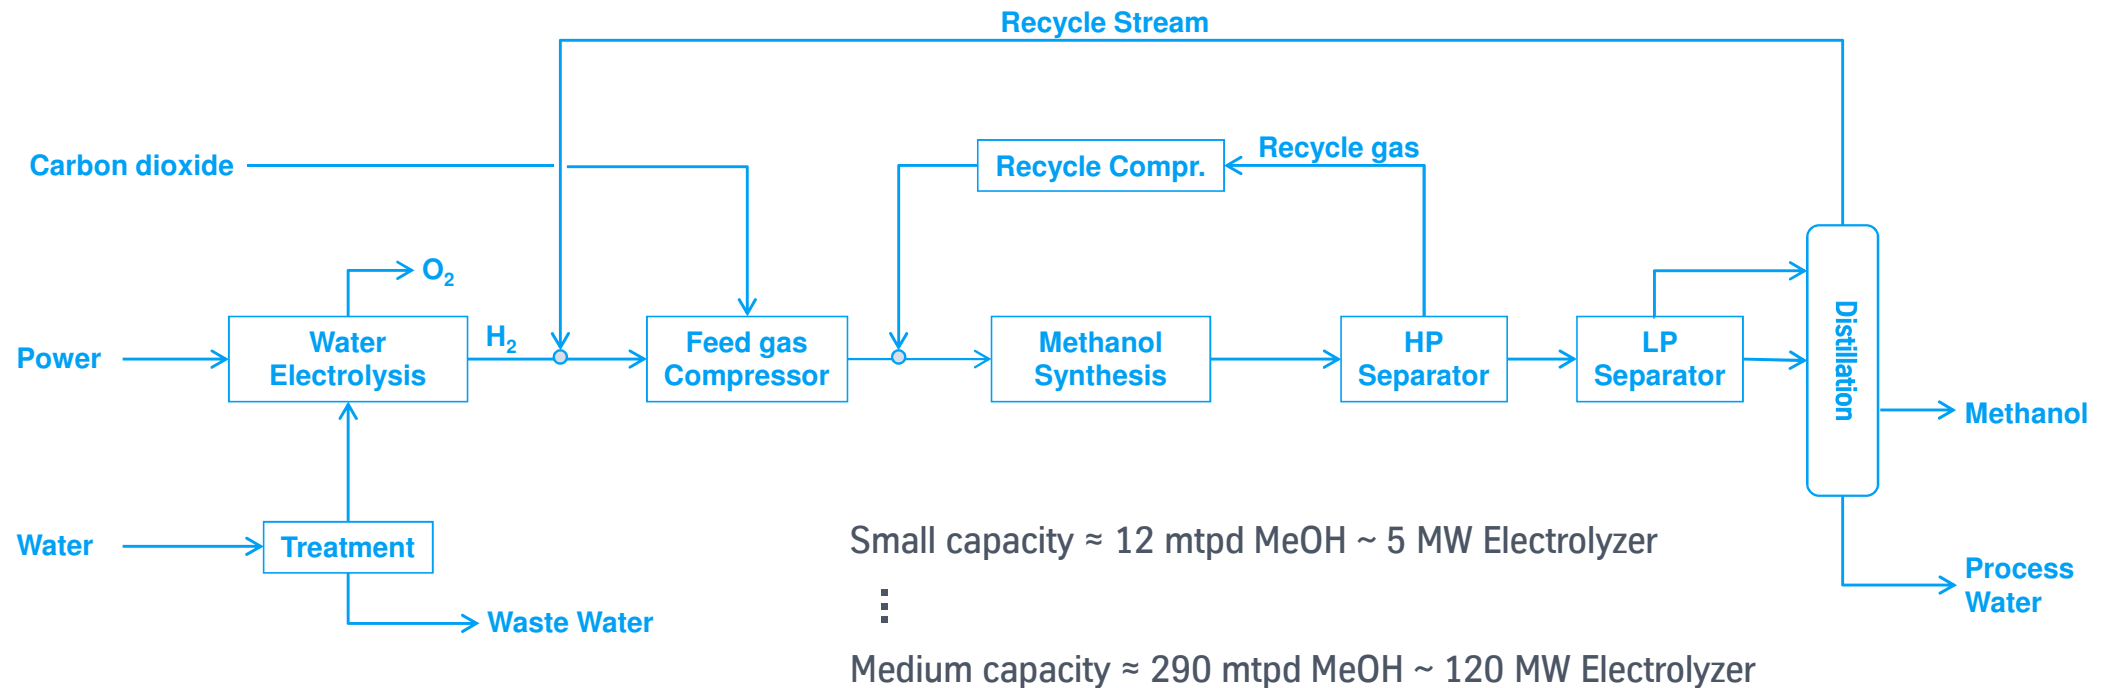 Recycle Stream
Carbon dioxide
Recycle Compr.
Recycle gas
O₂
Power
Water
Electrolysis
H₂
Feed gas
Compressor
Methanol
Synthesis
HP
Separator
LP
Separator
Distillation
Methanol
Water
Treatment
Waste Water
Process
Water
Small capacity ≈ 12 mtpd MeOH ~ 5 MW Electrolyzer
⋮
Medium capacity ≈ 290 mtpd MeOH ~ 120 MW Electrolyzer